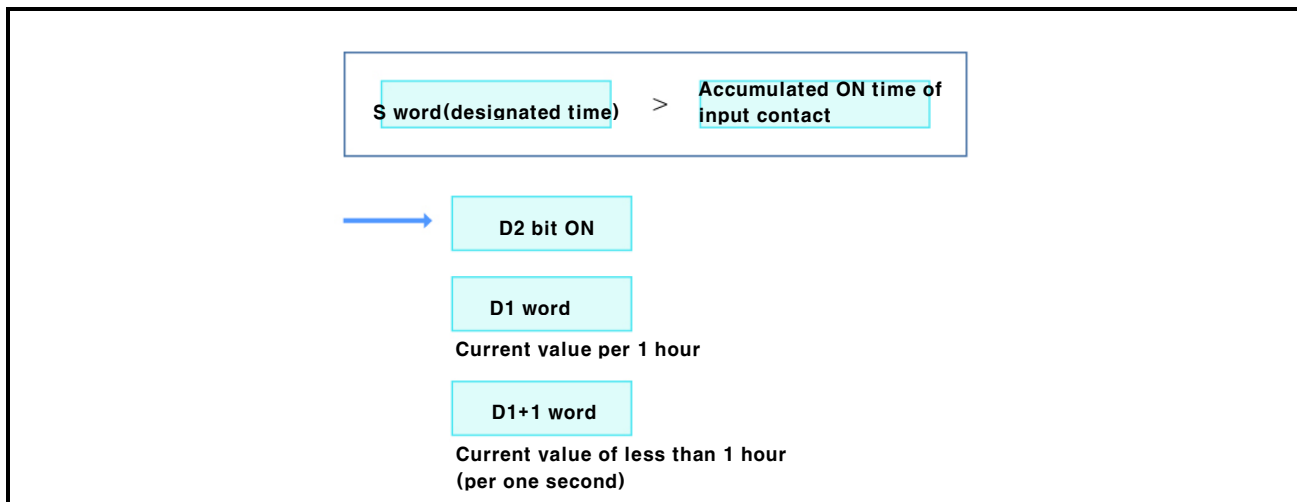 S word(designated time) > Accumulated ON time of
input contact
D2 bit ON
D1 word
Current value per 1 hour
D1+1 word
Current value of less than 1 hour
(per one second)